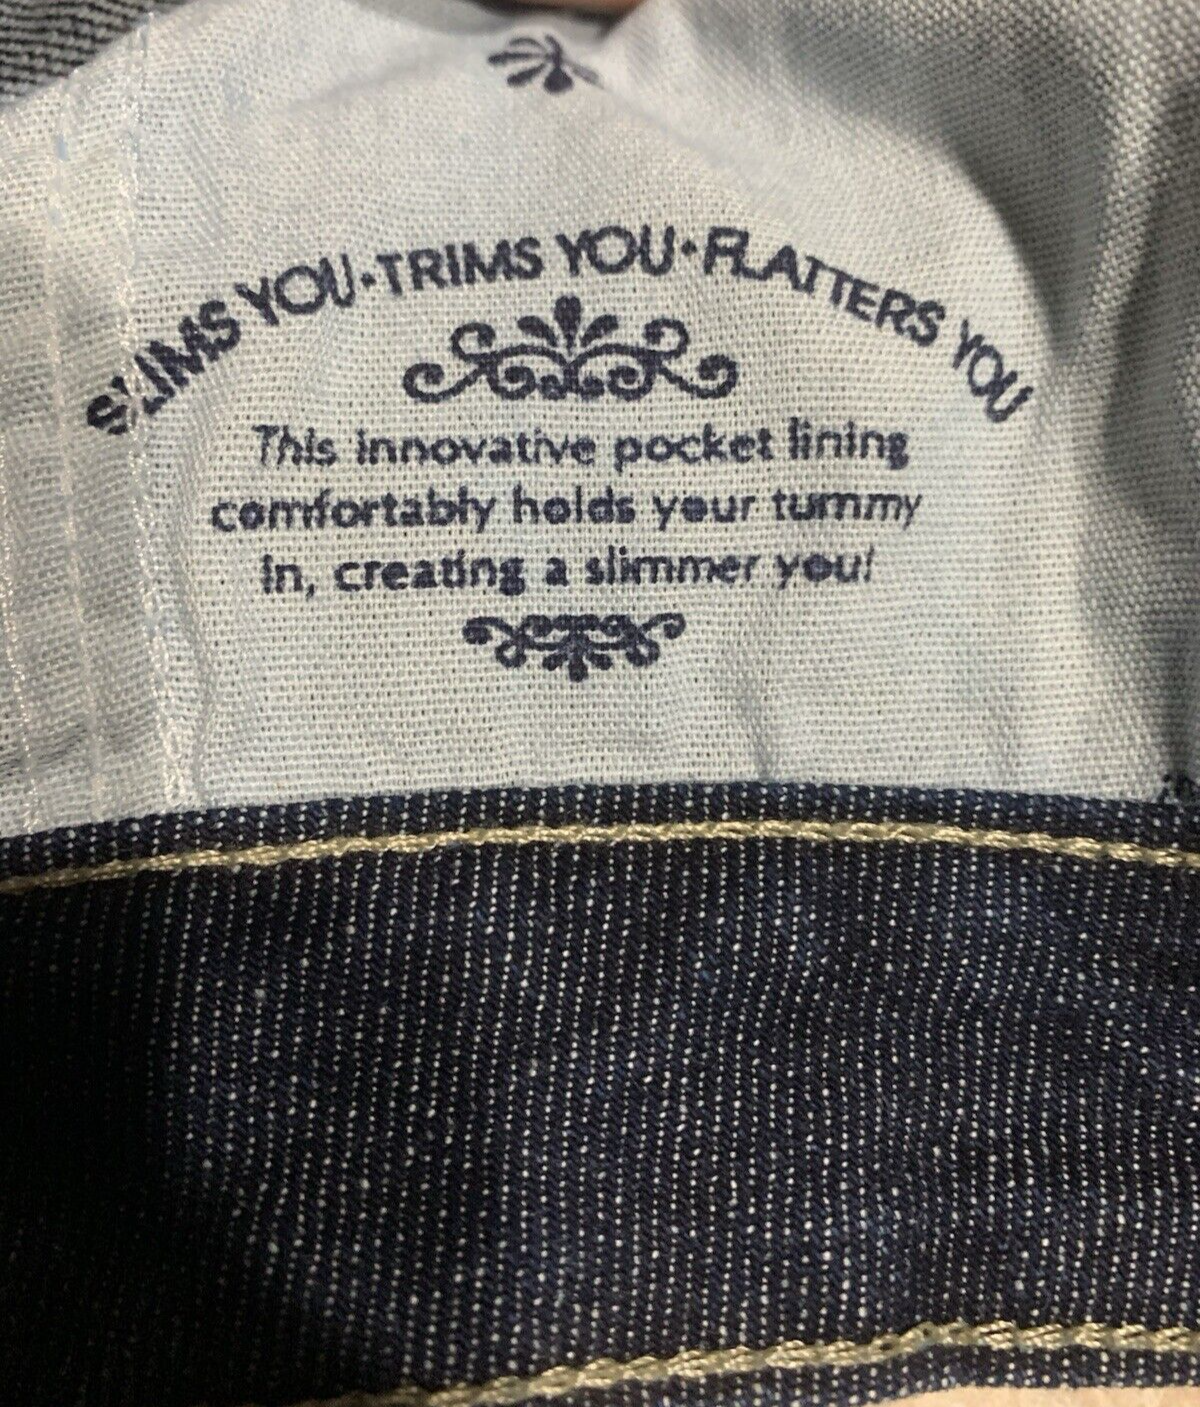 SLIMS YOU•TRIMS YOU•FLATTERS YOU
This innovative pocket lining
comfortably holds your tummy
in, creating a slimmer you!